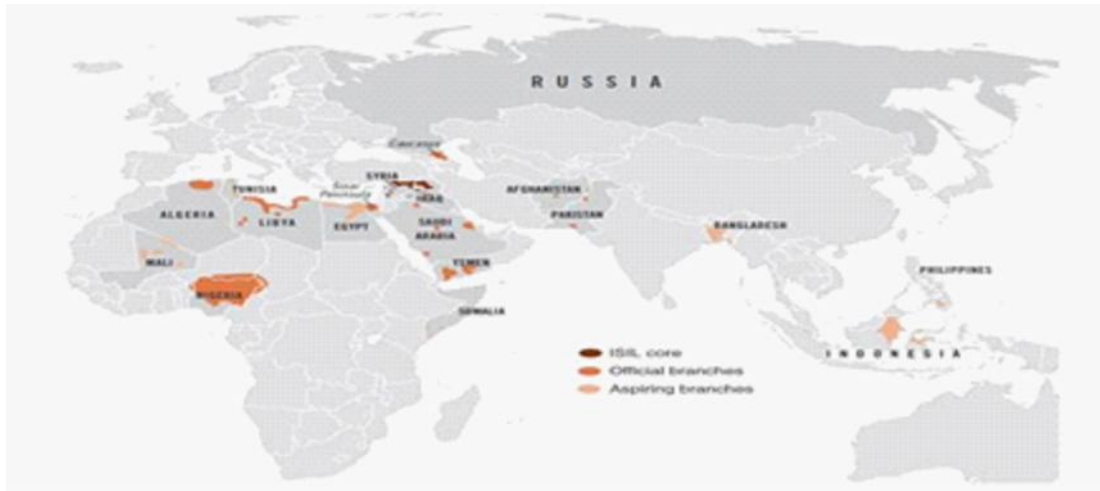 RUSSIA
Caucasus
SYRIA
TUNISIA
Sinai
Peninsula
IRAQ
AFGHANISTAN
ALGERIA
LIBYA
EGYPT
SAUDI
ARABIA
PAKISTAN
BANGLADESH
MALI
YEMEN
PHILIPPINES
NIGERIA
SOMALIA
INDONESIA
ISIL core
Official branches
Aspiring branches